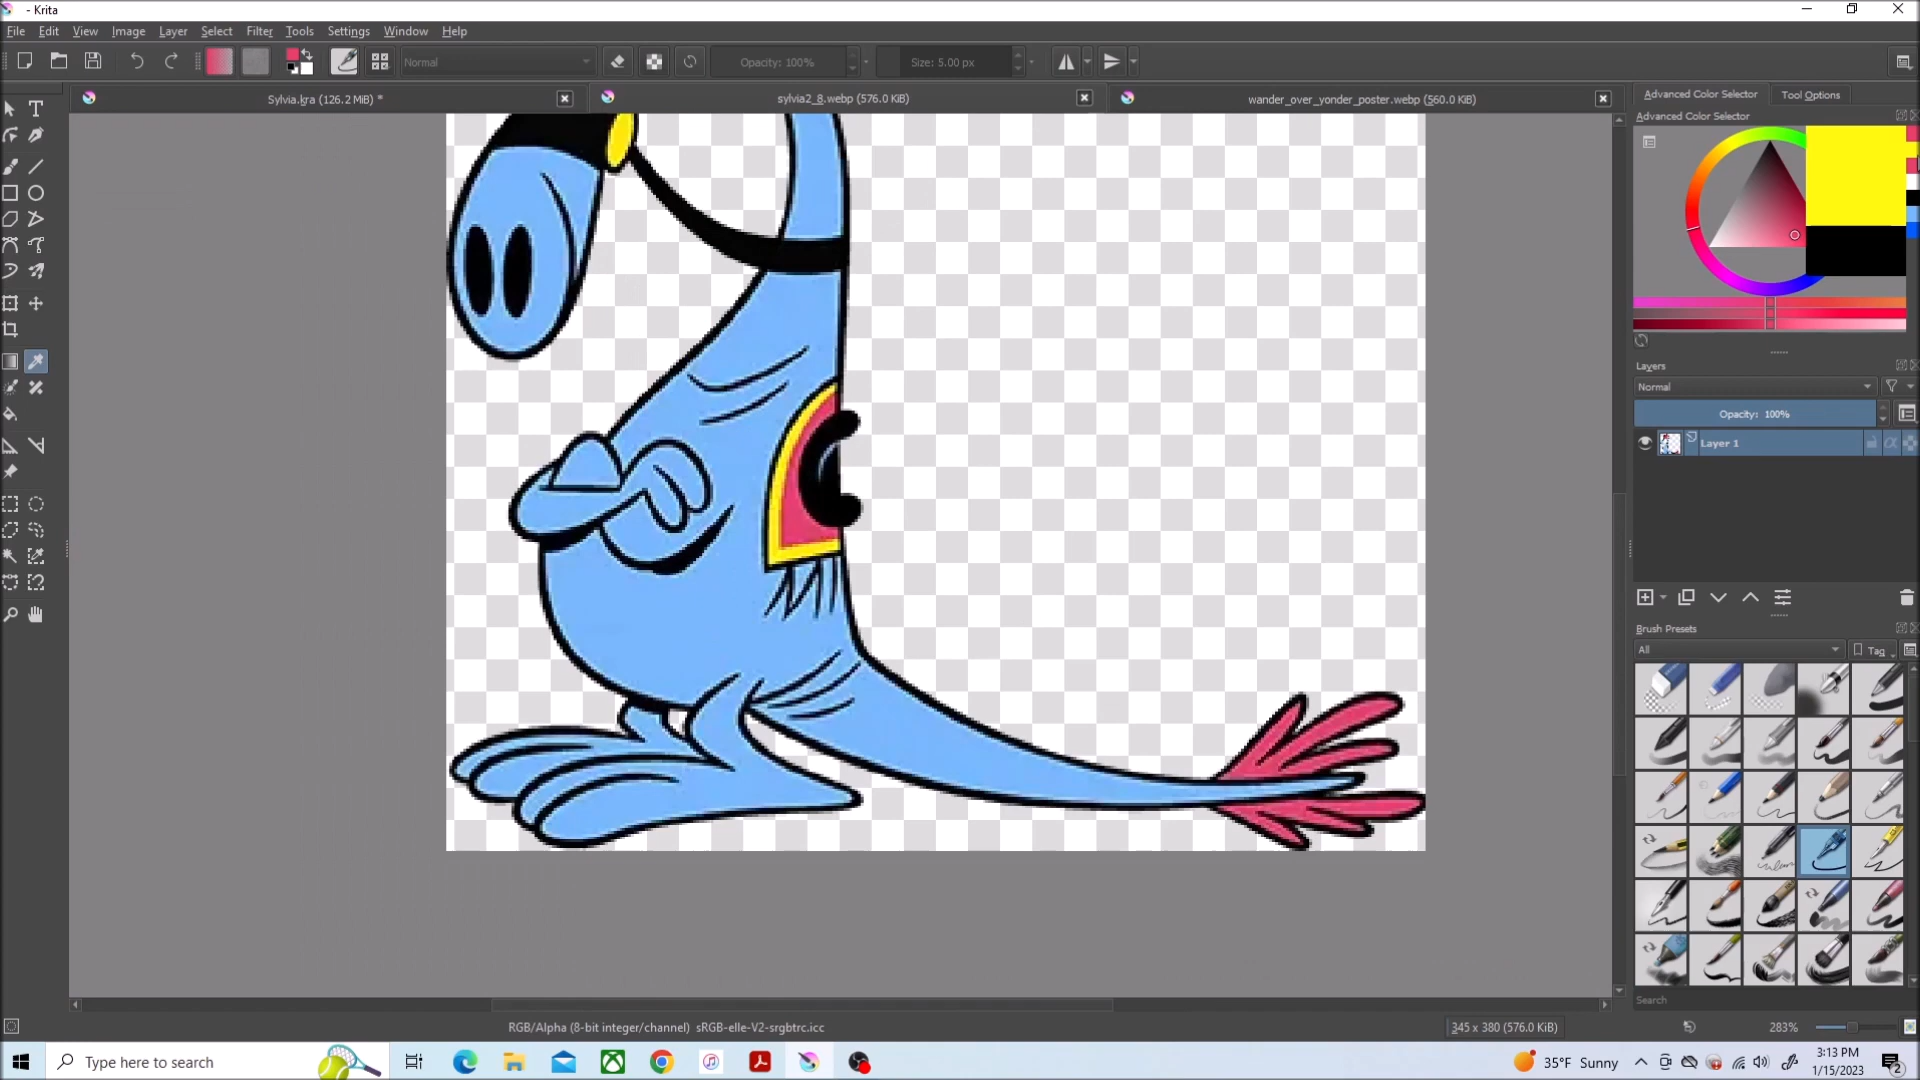 - Krita
File Edit View Image Layer Select Filter Tools Settings Window Help
Normal
Opacity: 100%
Size: 5.00 px
Sylvia.kra (126.2 MiB) *
sylvia2_8.webp (576.0 KiB)
wander_over_yonder_poster.webp (560.0 KiB)
Advanced Color Selector
Tool Options
Advanced Color Selector
Layers
Normal
Opacity: 100%
Layer 1
Brush Presets
All
Tag
Search
RGB/Alpha (8-bit integer/channel) sRGB-elle-V2-srgbtrc.icc
345 x 380 (576.0 KiB)
283%
Type here to search
35°F Sunny
3:13 PM
1/15/2023
2